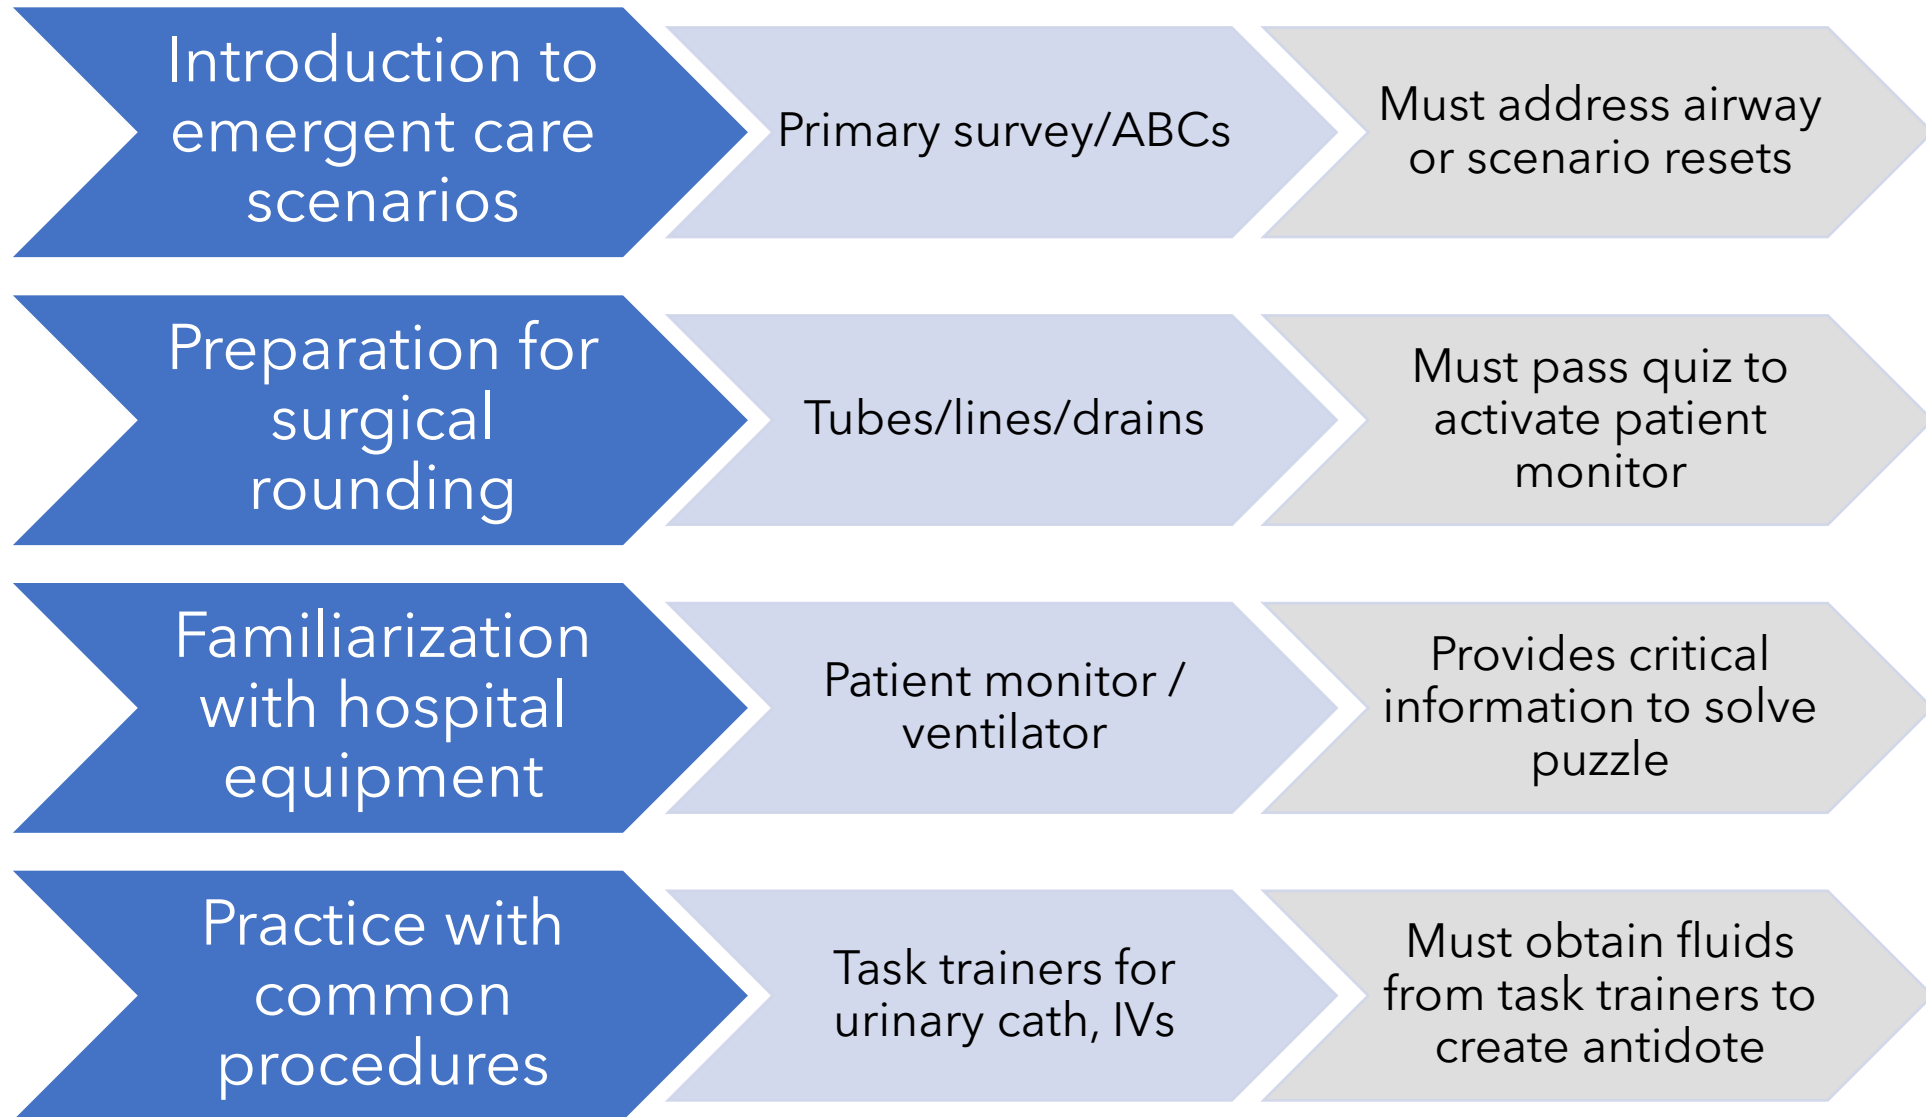 Introduction to
emergent care
scenarios
Primary survey/ABCs
Must address airway
or scenario resets
Preparation for
surgical
rounding
Tubes/lines/drains
Must pass quiz to
activate patient
monitor
Familiarization
with hospital
equipment
Patient monitor /
ventilator
Provides critical
information to solve
puzzle
Practice with
common
procedures
Task trainers for
urinary cath, IVs
Must obtain fluids
from task trainers to
create antidote